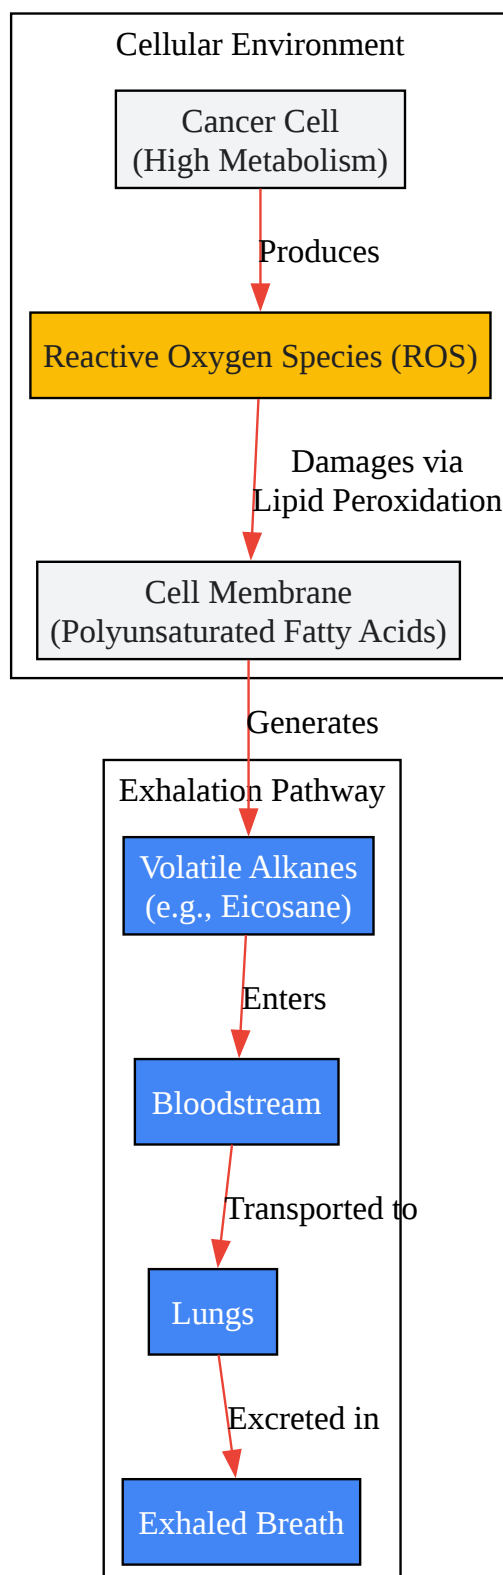 Cellular Environment
Cancer Cell
(High Metabolism)
Produces
Reactive Oxygen Species (ROS)
Damages via
Lipid Peroxidation
Cell Membrane
(Polyunsaturated Fatty Acids)
Generates
Exhalation Pathway
Volatile Alkanes
(e.g., Eicosane)
Enters
Bloodstream
Transported to
Lungs
Excreted in
Exhaled Breath